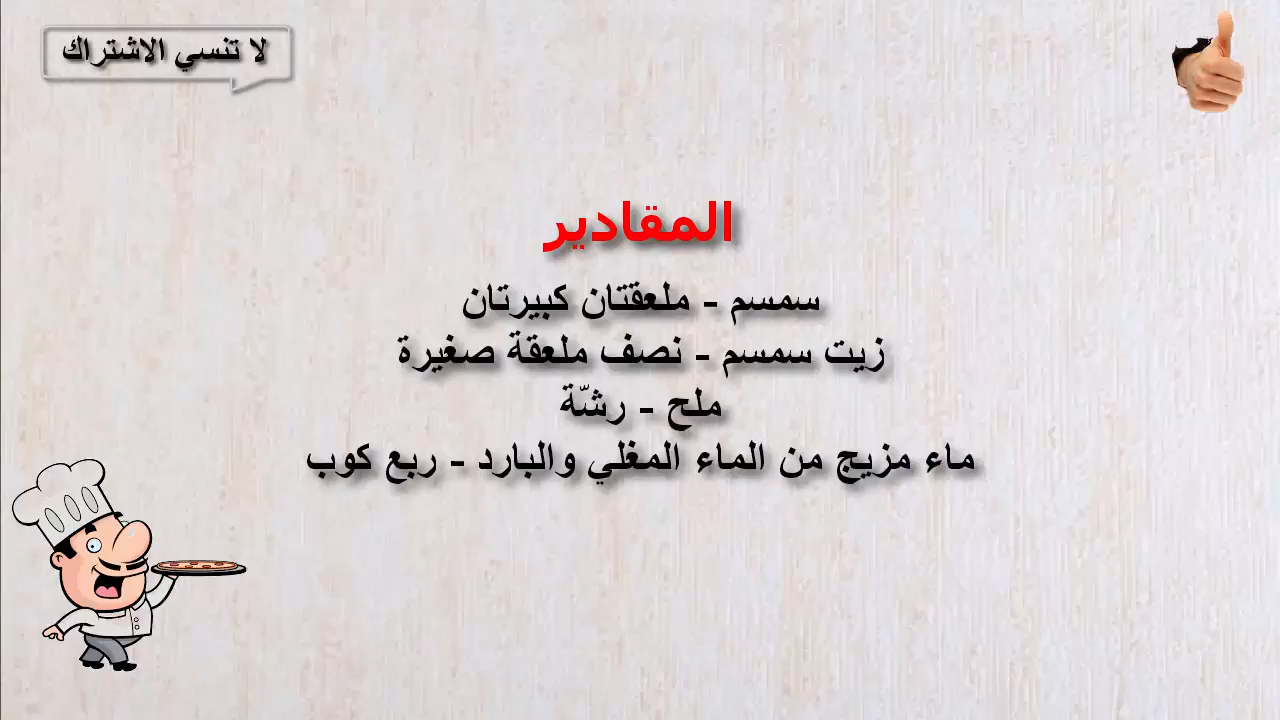 لا تنسي الاشتراك
المقادير
سمسم - ملعقتان كبيرتان
زيت سمسم - نصف ملعقة صغيرة
ملح - رشّة
ماء مزيج من الماء المغلي والبارد - ربع كوب